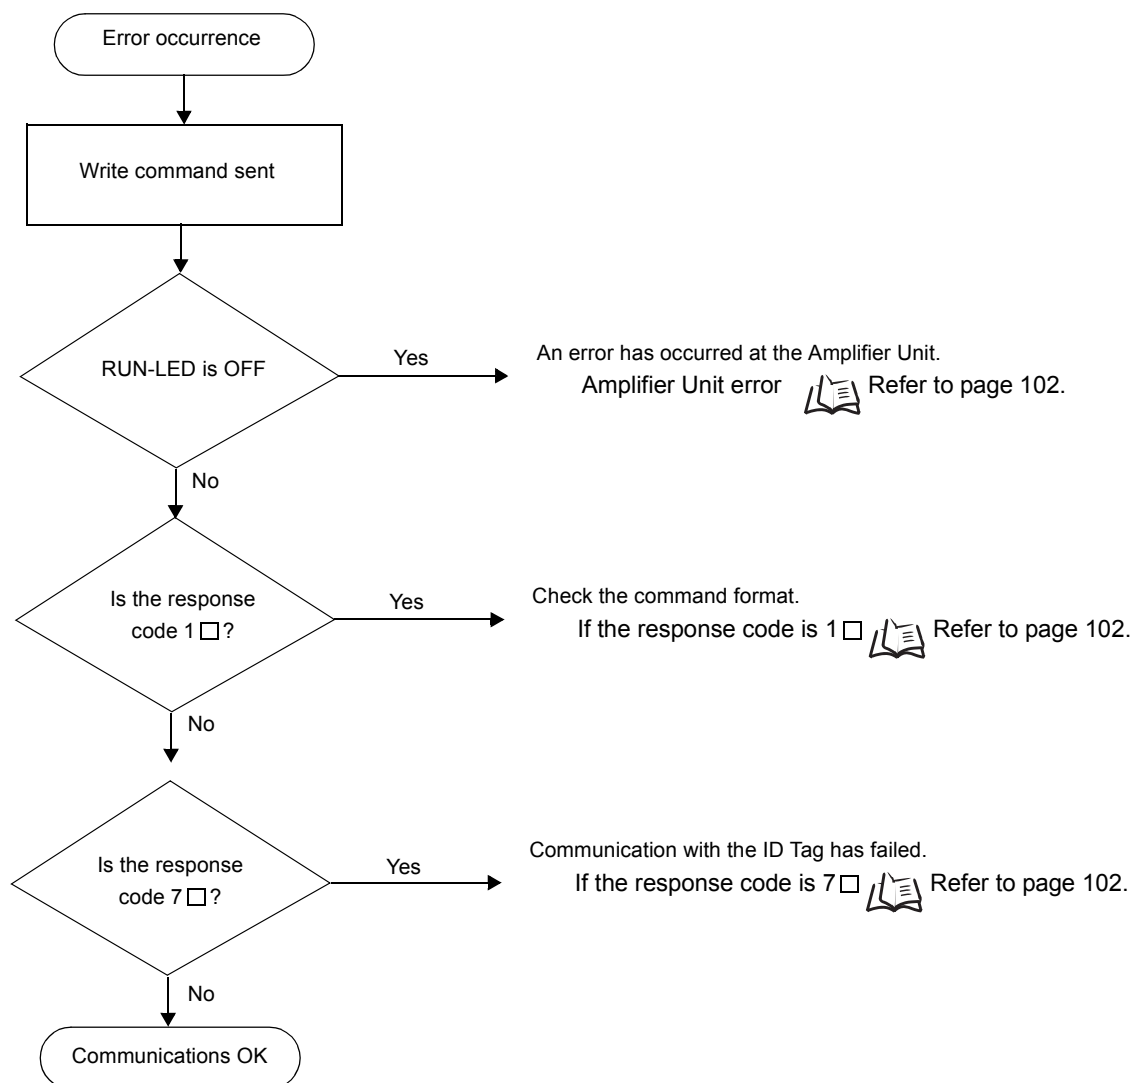 Error occurrence
Write command sent
RUN-LED is OFF
Yes
An error has occurred at the Amplifier Unit.
Amplifier Unit error Refer to page 102.
No
Is the response
code 1□?
Yes
Check the command format.
If the response code is 1□ Refer to page 102.
No
Is the response
code 7□?
Yes
Communication with the ID Tag has failed.
If the response code is 7□ Refer to page 102.
No
Communications OK